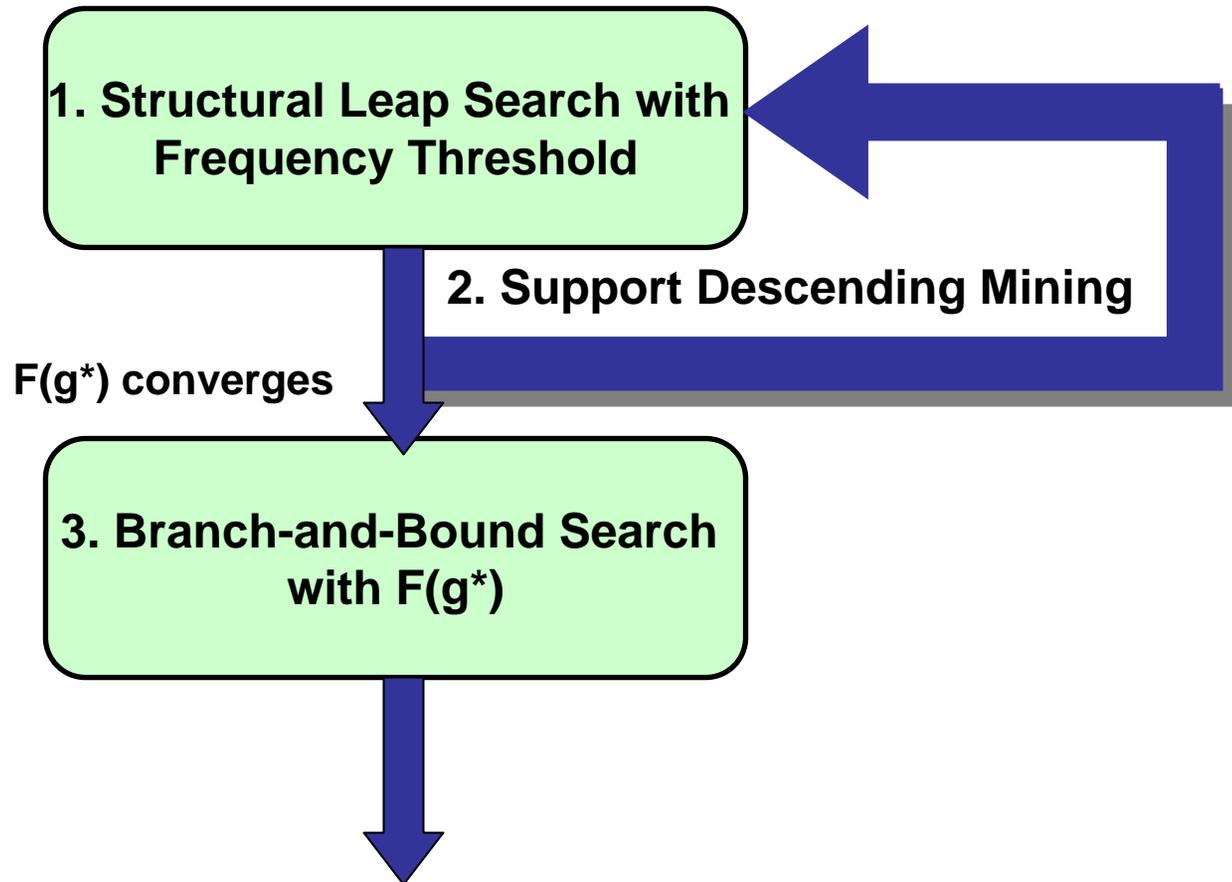 1. Structural Leap Search with
Frequency Threshold
2. Support Descending Mining
F(g*) converges
3. Branch-and-Bound Search
with F(g*)